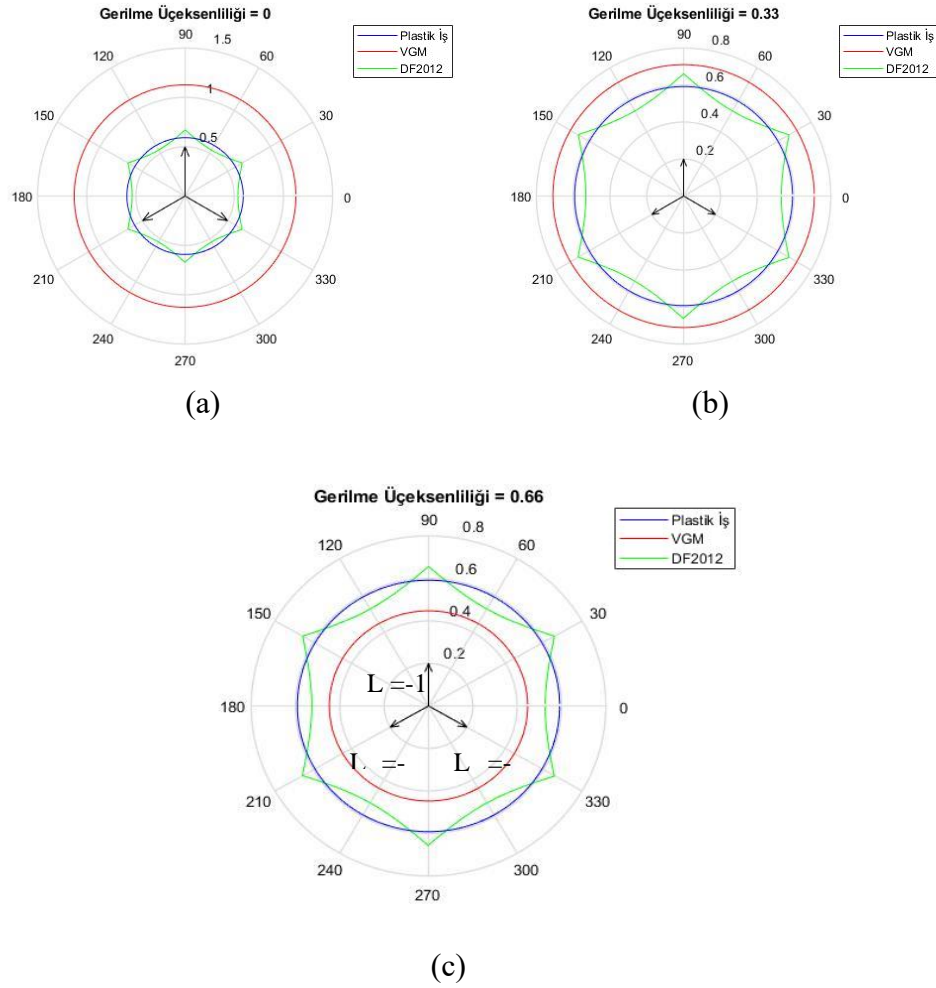 Gerilme Üçeksenliliği = 0
Plastik İş
VGM
DF2012
0
30
60
90
120
150
180
210
240
270
300
330
0.5
1
1.5
(a)
Gerilme Üçeksenliliği = 0.33
Plastik İş
VGM
DF2012
0
30
60
90
120
150
180
210
240
270
300
330
0.2
0.4
0.6
0.8
(b)
Gerilme Üçeksenliliği = 0.66
Plastik İş
VGM
DF2012
0
30
60
90
120
150
180
210
240
270
300
330
0.2
0.4
0.6
0.8
L =-1
L =-
L =-
(c)